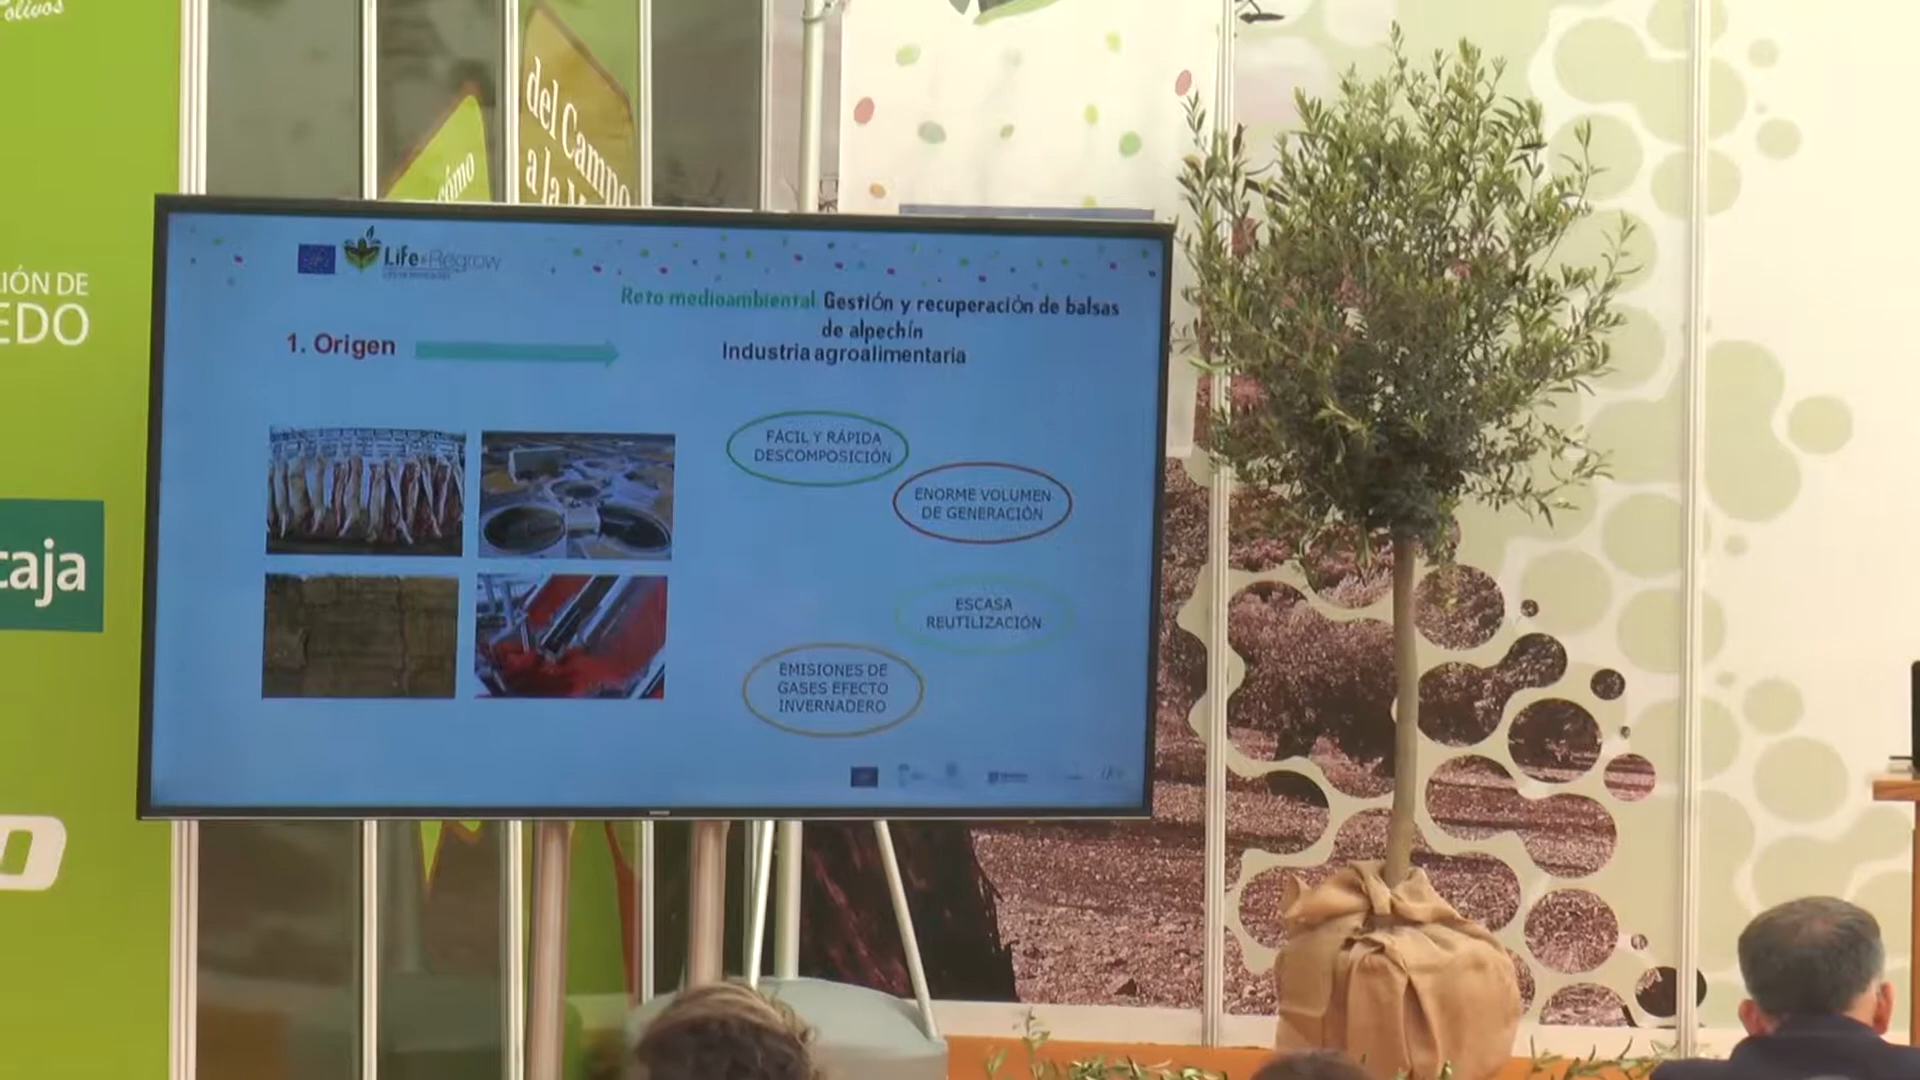 olivos
del Campo
a la
cómo
IÓN DE
EDO
caja
Life Regrow
Reto medioambiental Gestión y recuperación de balsas
de alpechín
1. Origen
Industria agroalimentaria
FÁCIL Y RÁPIDA
DESCOMPOSICIÓN
ENORME VOLUMEN
DE GENERACIÓN
ESCASA
REUTILIZACIÓN
EMISIONES DE
GASES EFECTO
INVERNADERO